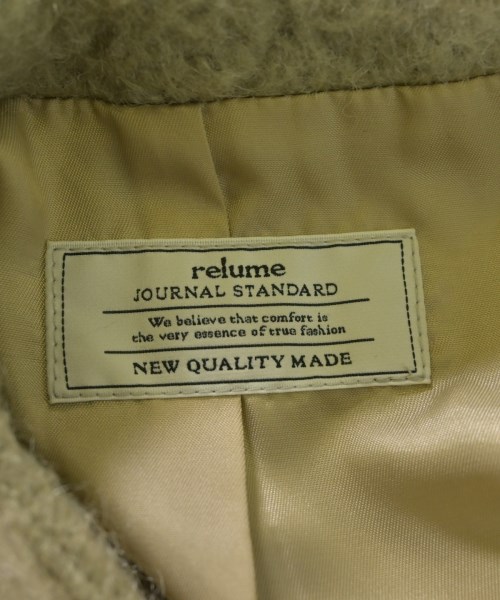 relume
JOURNAL STANDARD
We believe that comfort is
the very essence of true fashion
NEW QUALITY MADE